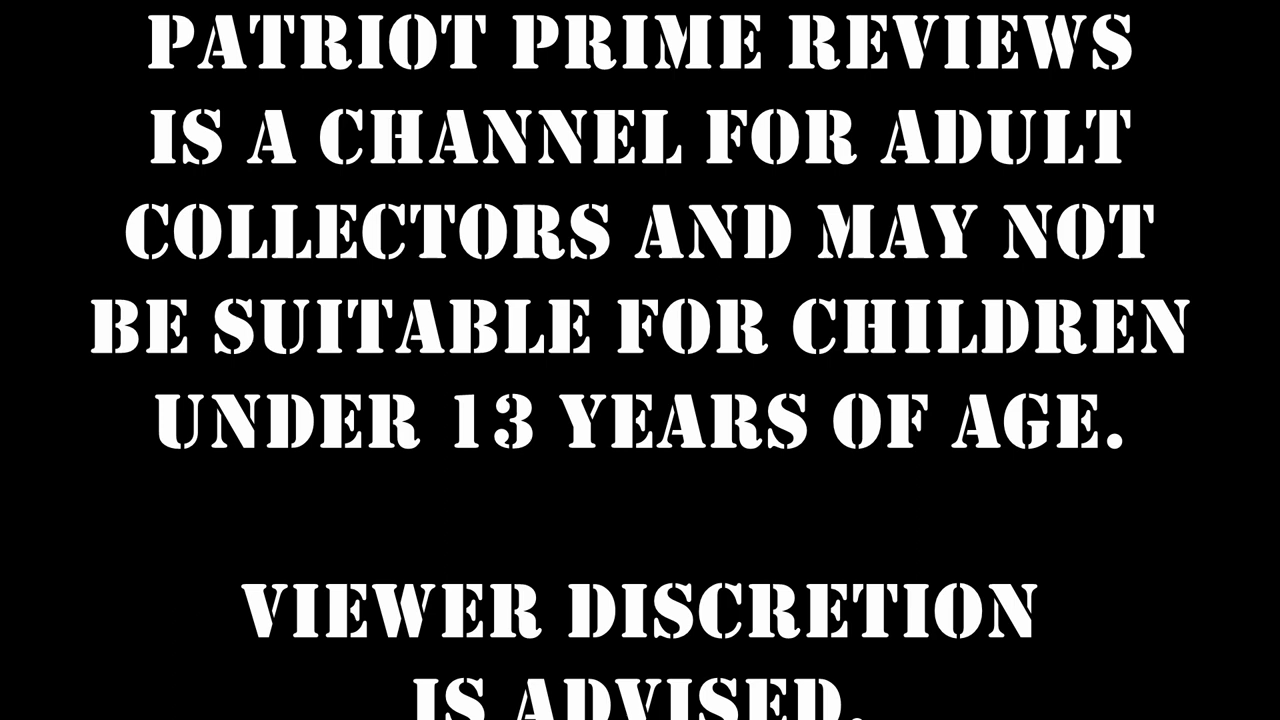 PATRIOT PRIME REVIEWS
IS A CHANNEL FOR ADULT
COLLECTORS AND MAY NOT
BE SUITABLE FOR CHILDREN
UNDER 13 YEARS OF AGE.
VIEWER DISCRETION
IS ADVISED.